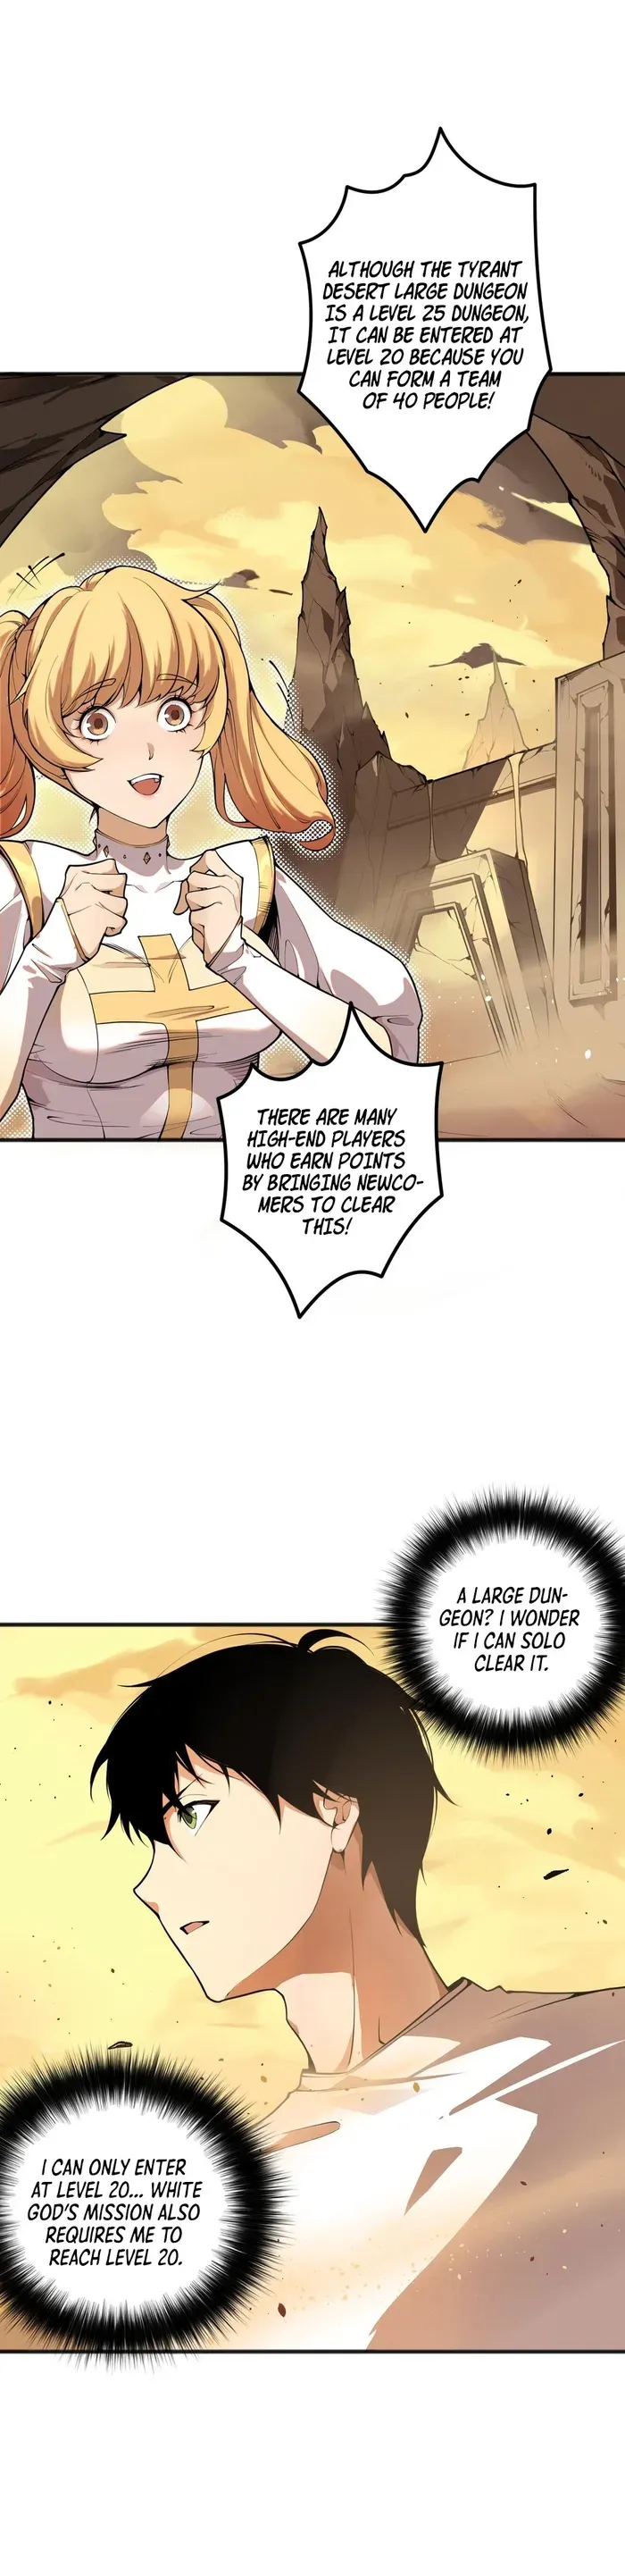 ALTHOUGH THE TYRANT
DESERT LARGE DUNGEON
IS A LEVEL 25 DUNGEON,
IT CAN BE ENTERED AT
LEVEL 20 BECAUSE YOU
CAN FORM A TEAM
OF 40 PEOPLE!
THERE ARE MANY
HIGH-END PLAYERS
WHO EARN POINTS
BY BRINGING NEWCO-
MERS TO CLEAR
THIS!
A LARGE DUN-
GEON? I WONDER
IF I CAN SOLO
CLEAR IT.
I CAN ONLY ENTER
AT LEVEL 20... WHITE
GOD'S MISSION ALSO
REQUIRES ME TO
REACH LEVEL 20.